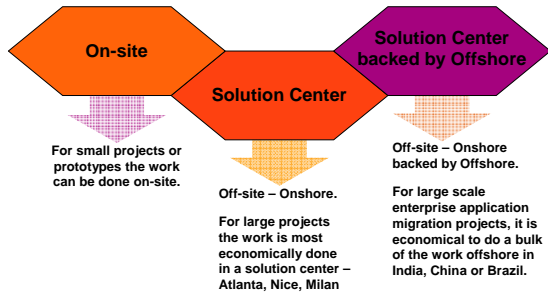 On-site
Solution Center
Solution Center
backed by Offshore
For small projects or
prototypes the work
can be done on-site.
Off-site – Onshore.
For large projects
the work is most
economically done
in a solution center –
Atlanta, Nice, Milan
Off-site – Onshore
backed by Offshore.
For large scale
enterprise application
migration projects, it is
economical to do a bulk
of the work offshore in
India, China or Brazil.